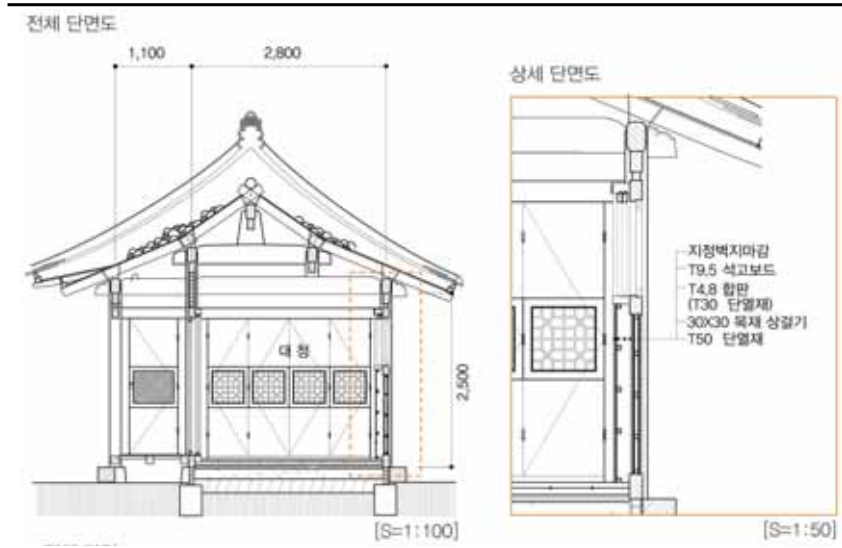 전체 단면도
1,100
2,800
대 청
2,500
[S=1:100]
상세 단면도
지정벽지마감
T9.5 석고보드
T4.8 합판
(T30 단열재)
30X30 목재 상걸기
T50 단열재
[S=1:50]